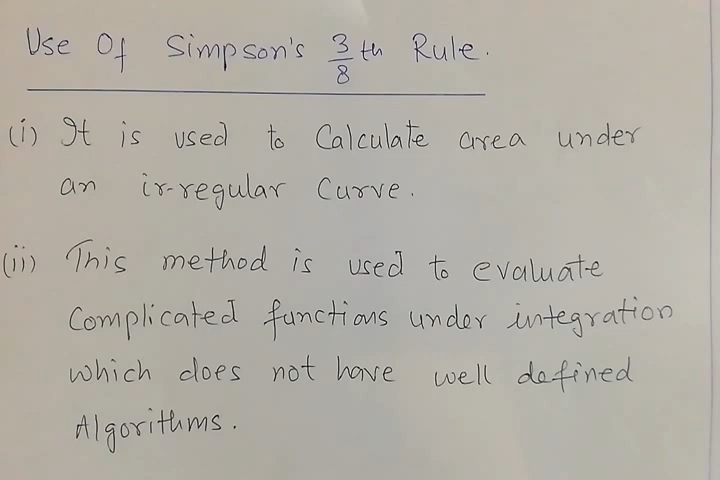 Use Of Simpson's 3/8 th Rule.
(i) It is used to Calculate area under
an ir-regular Curve.
(ii) This method is used to evaluate
Complicated functions under integration
which does not have well defined
Algorithms.